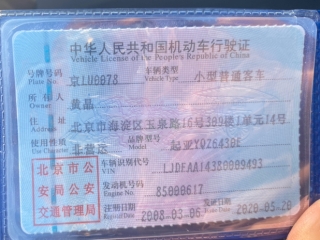 中华人民共和国机动车行驶证
Vehicle License of the People's Republic of China
号牌号码 Plate No. 京LU0078 车辆类型 Vehicle Type 小型普通客车
所有人 Owner 黄晶
住址 北京市海淀区玉泉路16号309楼1单元14号
使用性质 Use Character 非营运 品牌型号 Model 起亚YQZ6430E
北京市公安局公安交通管理局
车辆识别代号 VIN LJDFAA14380009493
发动机号码 Engine No. 85000617
注册日期 Register Date 2008-03-06 发证日期 Issue Date 2020-05-20